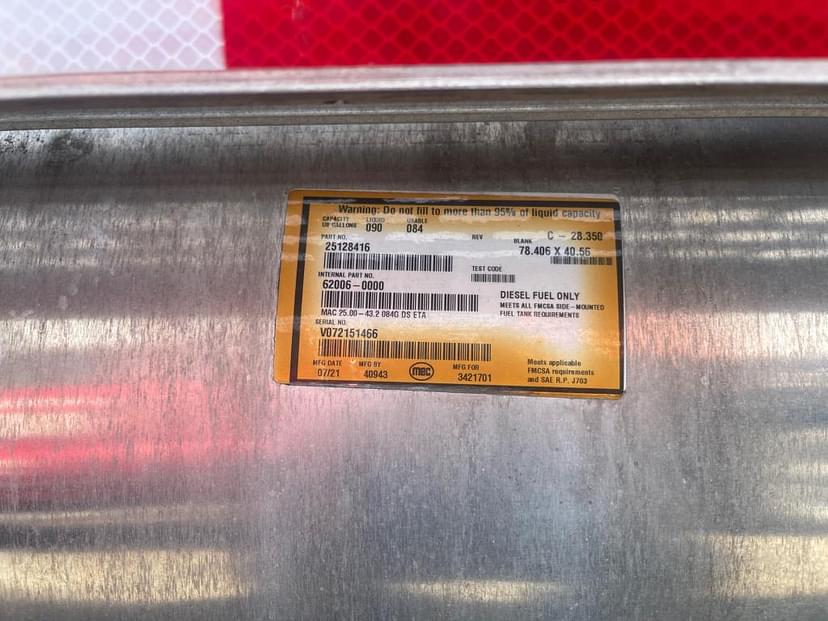 Warning: Do not fill to more than 95% of liquid capacity
CAPACITY LIQUID USABLE
US GALLONS 090 084
PART NO. REV BLANK C - 28.350
25128416 78.406 X 40.56
TEST CODE
INTERNAL PART NO.
62006-0000
DIESEL FUEL ONLY
MEETS ALL FMCSA SIDE-MOUNTED
FUEL TANK REQUIREMENTS
MAC 25.00-43.2 084G DS ETA
SERIAL NO.
V072151466
MFG DATE MFG BY MFG FOR
07/21 40943 mec 3421701
Meets applicable
FMCSA requirements
and SAE R.P. J703